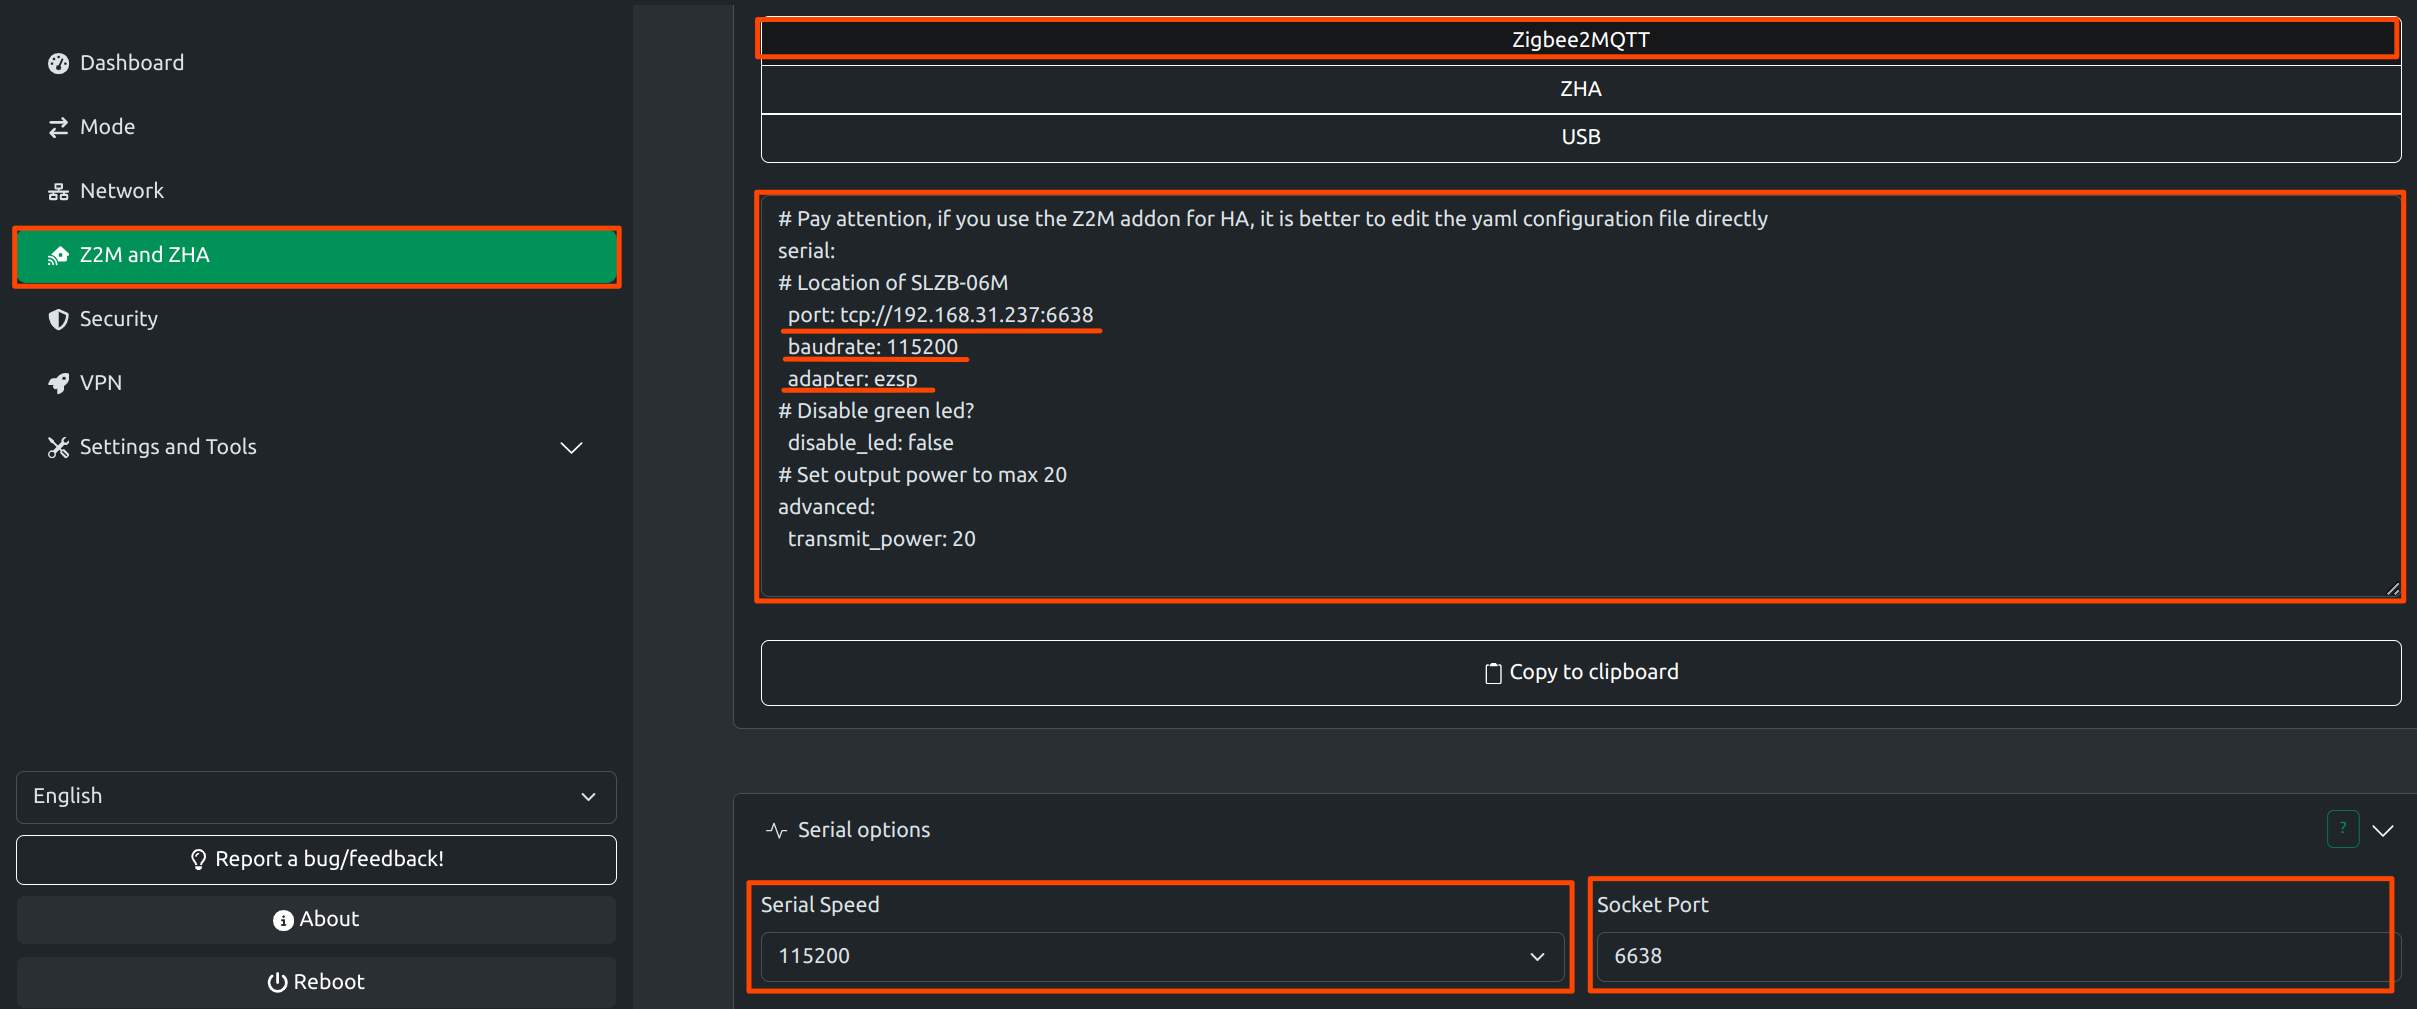 Dashboard
Mode
Network
Z2M and ZHA
Security
VPN
Settings and Tools
English
Report a bug/feedback!
About
Reboot
Zigbee2MQTT
ZHA
USB
# Pay attention, if you use the Z2M addon for HA, it is better to edit the yaml configuration file directly
serial:
# Location of SLZB-06M
port: tcp://192.168.31.237:6638
baudrate: 115200
adapter: ezsp
# Disable green led?
disable_led: false
# Set output power to max 20
advanced:
transmit_power: 20
Copy to clipboard
Serial options
?
Serial Speed
115200
Socket Port
6638